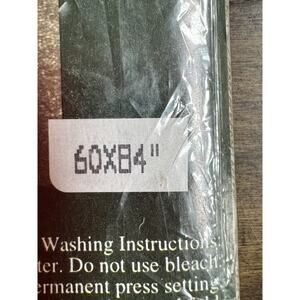 60X84"
Washing Instructions
ter. Do not use bleach.
ermanent press setting.